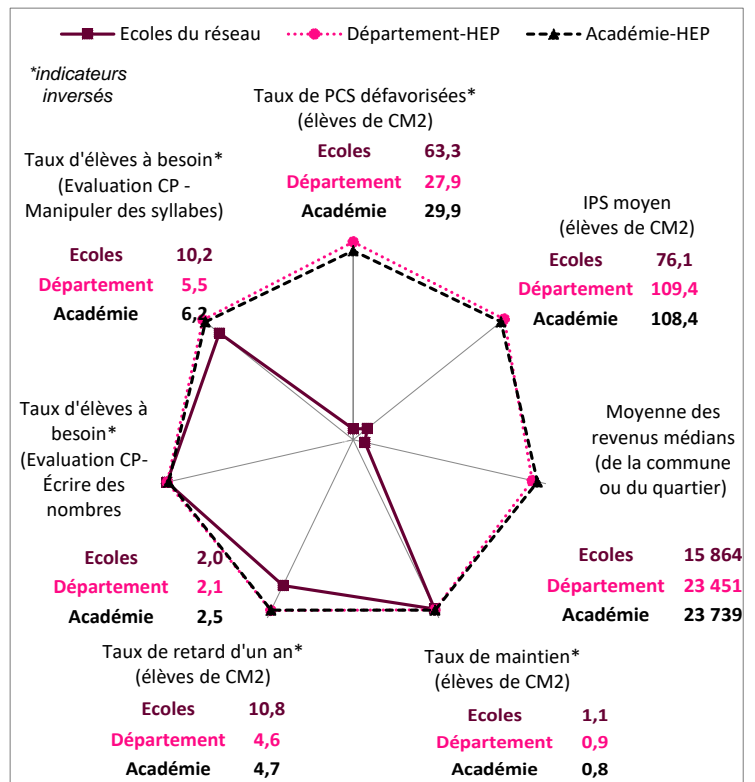 Ecoles du réseau Département-HEP Académie-HEP
*indicateurs
inversés
Taux de PCS défavorisées*
(élèves de CM2)
Ecoles 63,3
Département 27,9
Académie 29,9
Taux d'élèves à besoin*
(Evaluation CP -
Manipuler des syllabes)
Ecoles 10,2
Département 5,5
Académie 6,2
IPS moyen
(élèves de CM2)
Ecoles 76,1
Département 109,4
Académie 108,4
Taux d'élèves à
besoin*
(Evaluation CP-
Écrire des
nombres
Ecoles 2,0
Département 2,1
Académie 2,5
Moyenne des
revenus médians
(de la commune
ou du quartier)
Ecoles 15 864
Département 23 451
Académie 23 739
Taux de retard d'un an*
(élèves de CM2)
Ecoles 10,8
Département 4,6
Académie 4,7
Taux de maintien*
(élèves de CM2)
Ecoles 1,1
Département 0,9
Académie 0,8